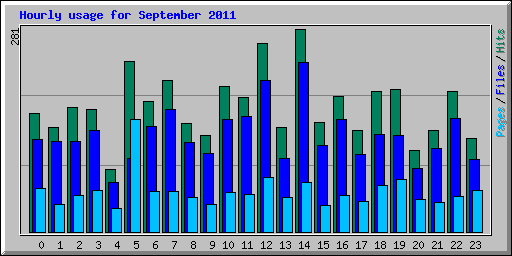 Hourly usage for September 2011
281
Pages / Files / Hits
0 1 2 3 4 5 6 7 8 9 10 11 12 13 14 15 16 17 18 19 20 21 22 23